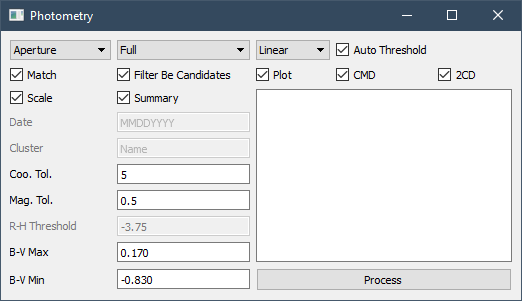 Photometry
Aperture Full Linear Auto Threshold
Match Filter Be Candidates Plot CMD 2CD
Scale Summary
Date MMDDYYYY
Cluster Name
Coo. Tol. 5
Mag. Tol. 0.5
R-H Threshold -3.75
B-V Max 0.170
B-V Min -0.830 Process